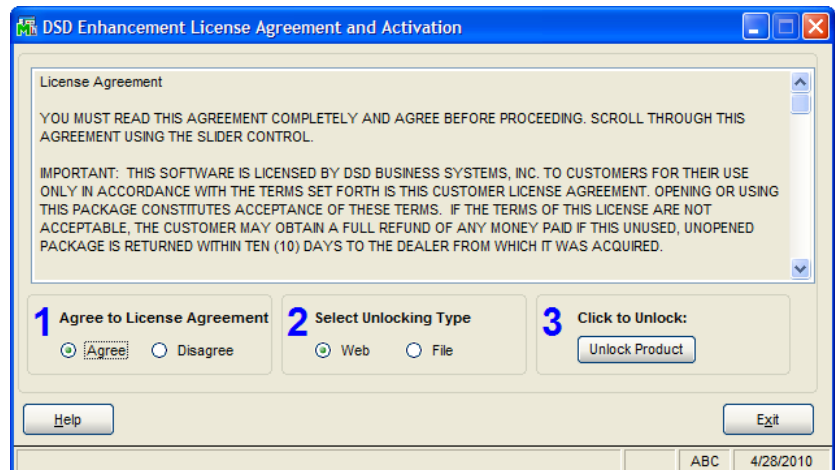 DSD Enhancement License Agreement and Activation
License Agreement
YOU MUST READ THIS AGREEMENT COMPLETELY AND AGREE BEFORE PROCEEDING. SCROLL THROUGH THIS
AGREEMENT USING THE SLIDER CONTROL.
IMPORTANT: THIS SOFTWARE IS LICENSED BY DSD BUSINESS SYSTEMS, INC. TO CUSTOMERS FOR THEIR USE
ONLY IN ACCORDANCE WITH THE TERMS SET FORTH IS THIS CUSTOMER LICENSE AGREEMENT. OPENING OR USING
THIS PACKAGE CONSTITUTES ACCEPTANCE OF THESE TERMS. IF THE TERMS OF THIS LICENSE ARE NOT
ACCEPTABLE, THE CUSTOMER MAY OBTAIN A FULL REFUND OF ANY MONEY PAID IF THIS UNUSED, UNOPENED
PACKAGE IS RETURNED WITHIN TEN (10) DAYS TO THE DEALER FROM WHICH IT WAS ACQUIRED.
1 Agree to License Agreement
Agree Disagree
2 Select Unlocking Type
Web File
3 Click to Unlock:
Unlock Product
Help Exit
ABC 4/28/2010